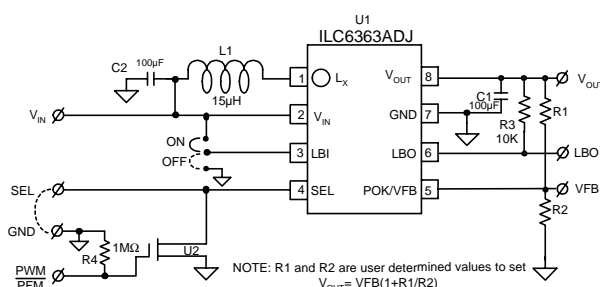 U1
ILC6363ADJ
C2
100µF
L1
15µH
1
LX
VOUT
8
VOUT
C1
100µF
R3
10K
R1
VIN
2
VIN
GND
7
ON
OFF
3
LBI
LBO
6
LBO
SEL
4
SEL
POK/VFB
5
VFB
R2
GND
1MΩ
R4
U2
PWM
PFM
NOTE: R1 and R2 are user determined values to set
VOUT= VFB(1+R1/R2)